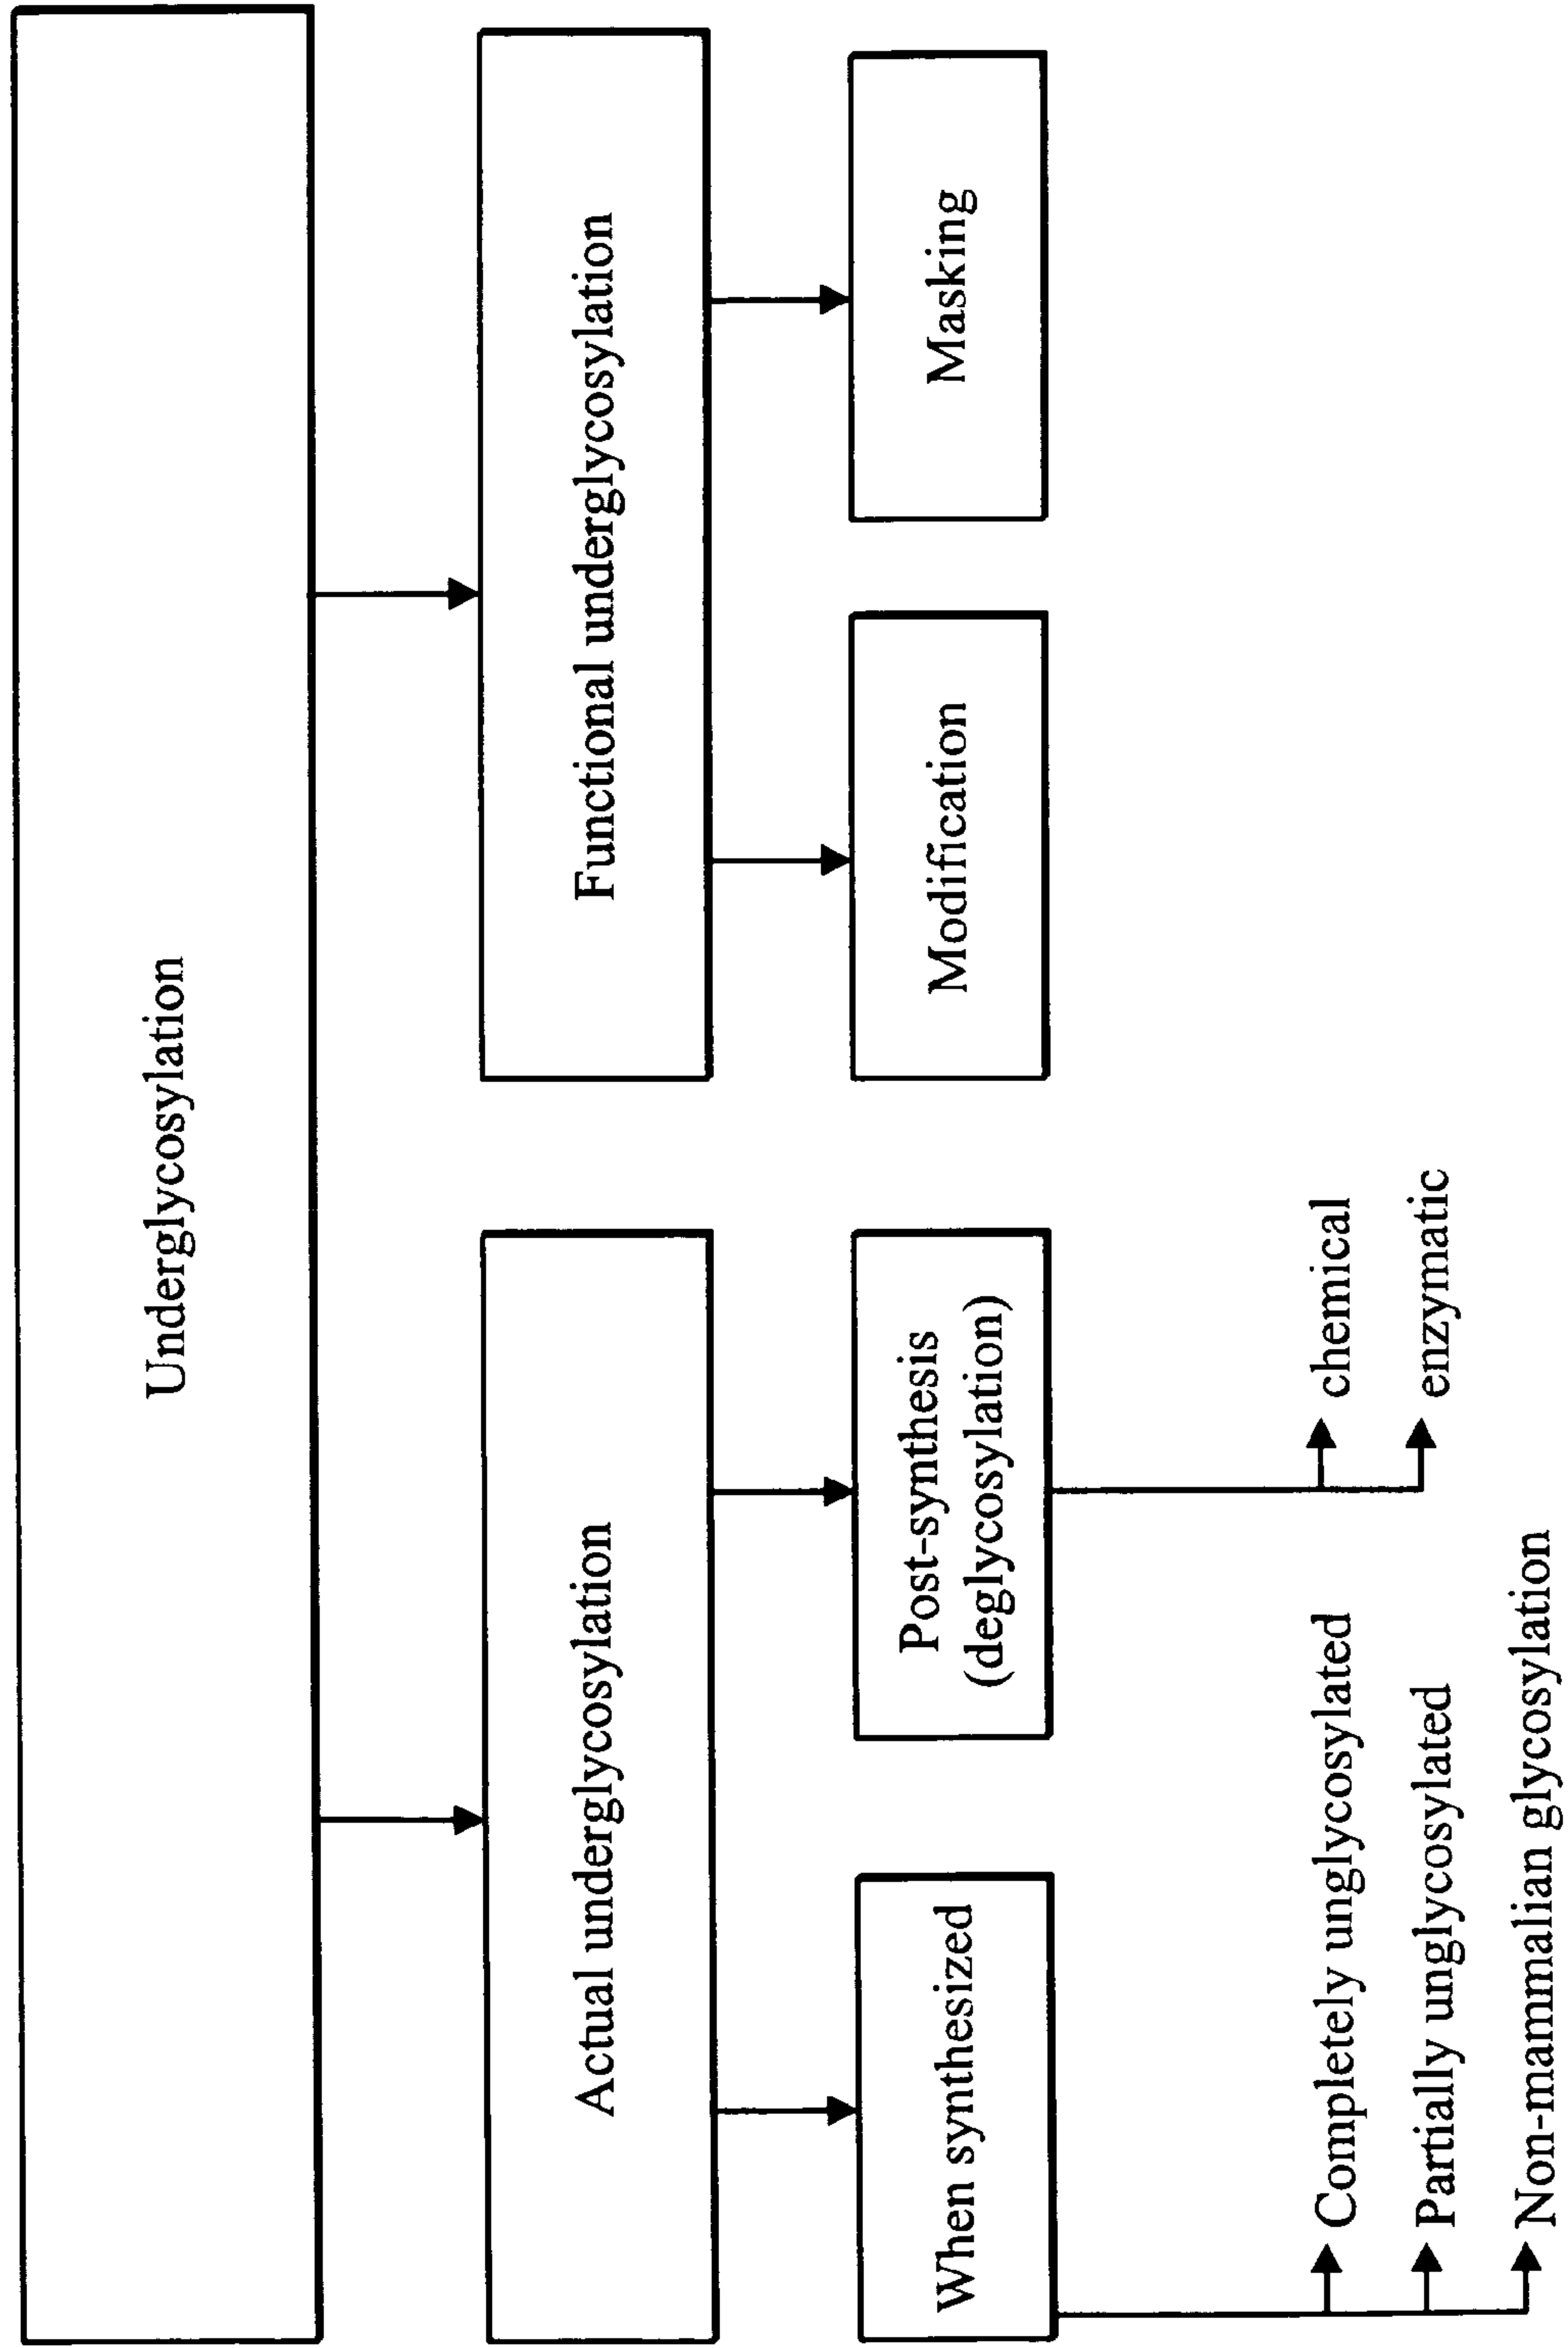 Underglycosylation
Actual underglycosylation
Functional underglycosylation
When synthesized
Post-synthesis
(deglycosylation)
Modification
Masking
Completely unglycosylated
Partially unglycosylated
Non-mammalian glycosylation
chemical
enzymatic